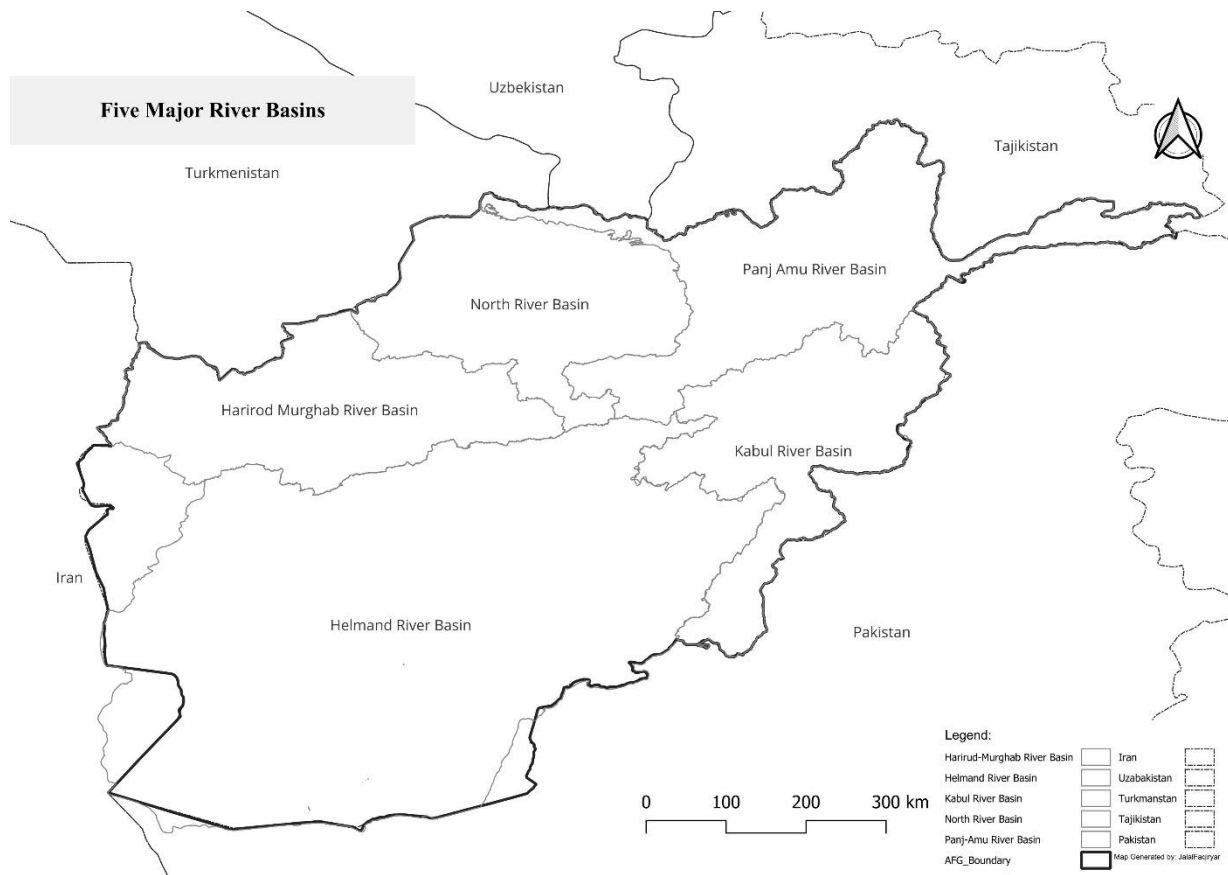 Five Major River Basins
Uzbekistan
Tajikistan
Turkmenistan
Panj Amu River Basin
North River Basin
Harirod Murghab River Basin
Kabul River Basin
Iran
Helmand River Basin
Pakistan
Legend:
Harirud-Murghab River Basin Iran
Helmand River Basin Uzabakistan
Kabul River Basin Turkmanstan
North River Basin Tajikistan
Panj-Amu River Basin Pakistan
AFG_Boundary Map Generated by: JalalFaqiryar
0 100 200 300 km